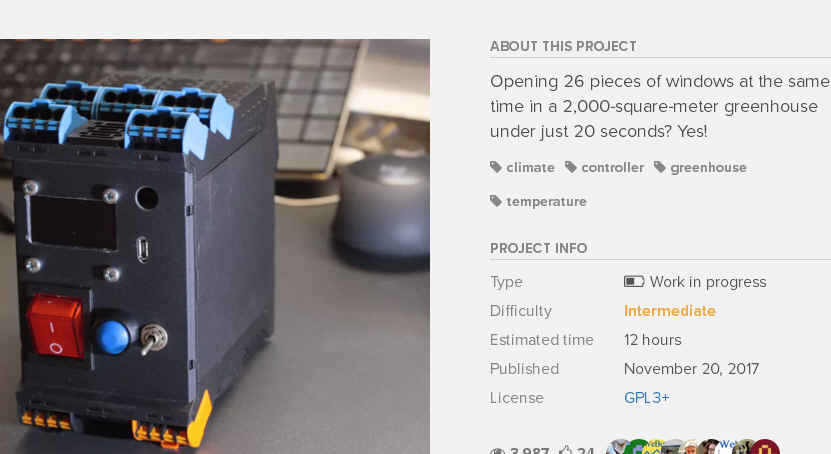 ABOUT THIS PROJECT
Opening 26 pieces of windows at the same
time in a 2,000-square-meter greenhouse
under just 20 seconds? Yes!
climate controller greenhouse
temperature
PROJECT INFO
Type Work in progress
Difficulty Intermediate
Estimated time 12 hours
Published November 20, 2017
License GPL3+
3,987 24